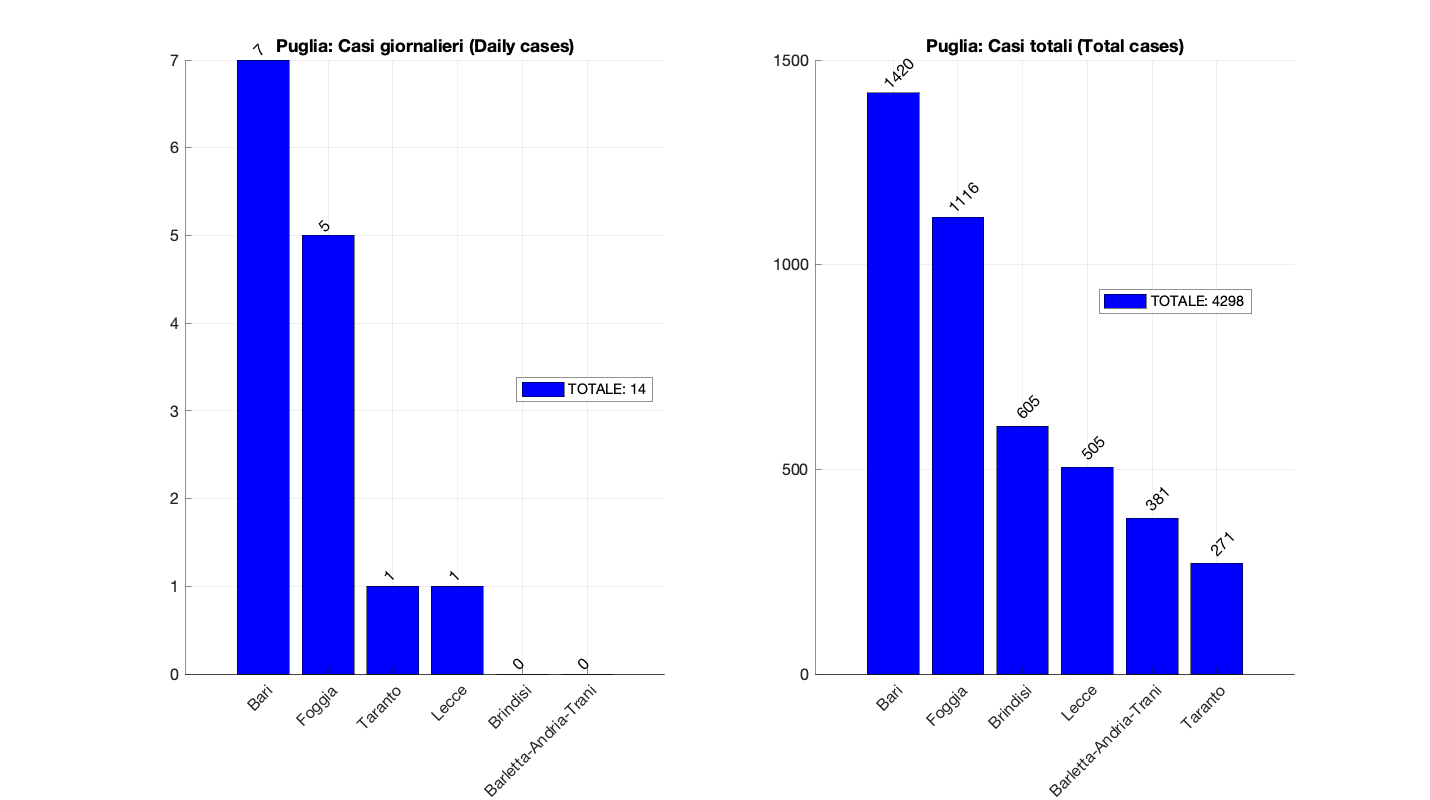 Puglia: Casi giornalieri (Daily cases)
7
6
5
4
3
2
1
0
7
5
1
1
0
0
TOTALE: 14
Bari
Foggia
Taranto
Lecce
Brindisi
Barletta-Andria-Trani
Puglia: Casi totali (Total cases)
1500
1000
500
0
1420
1116
605
505
381
271
TOTALE: 4298
Bari
Foggia
Brindisi
Lecce
Barletta-Andria-Trani
Taranto